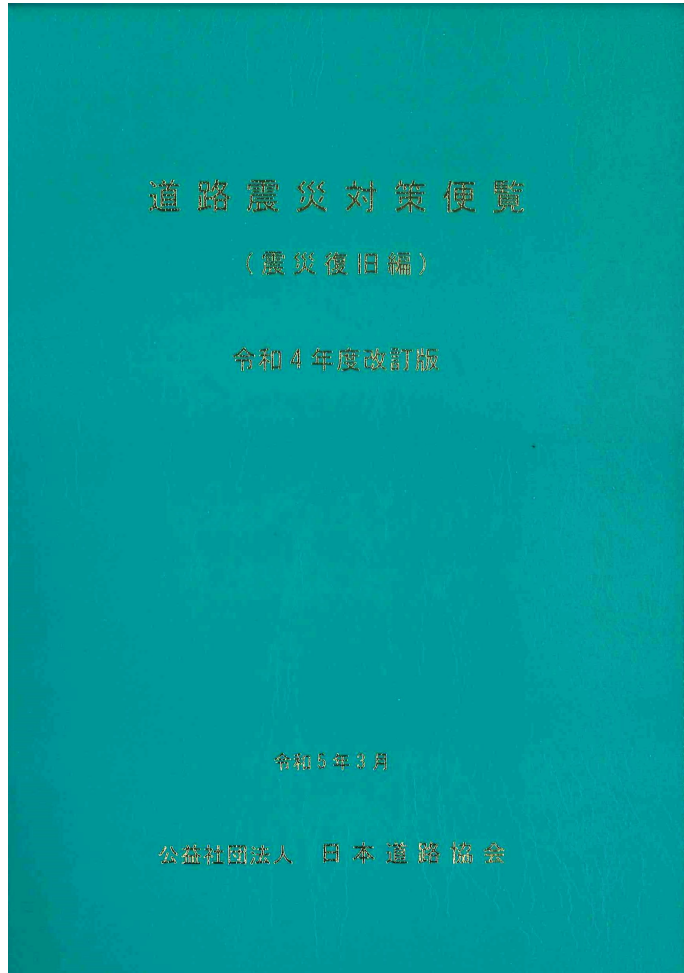 道路震災対策便覧
（震災復旧編）
令和4年度改訂版
令和5年3月
公益社団法人 日本道路協会